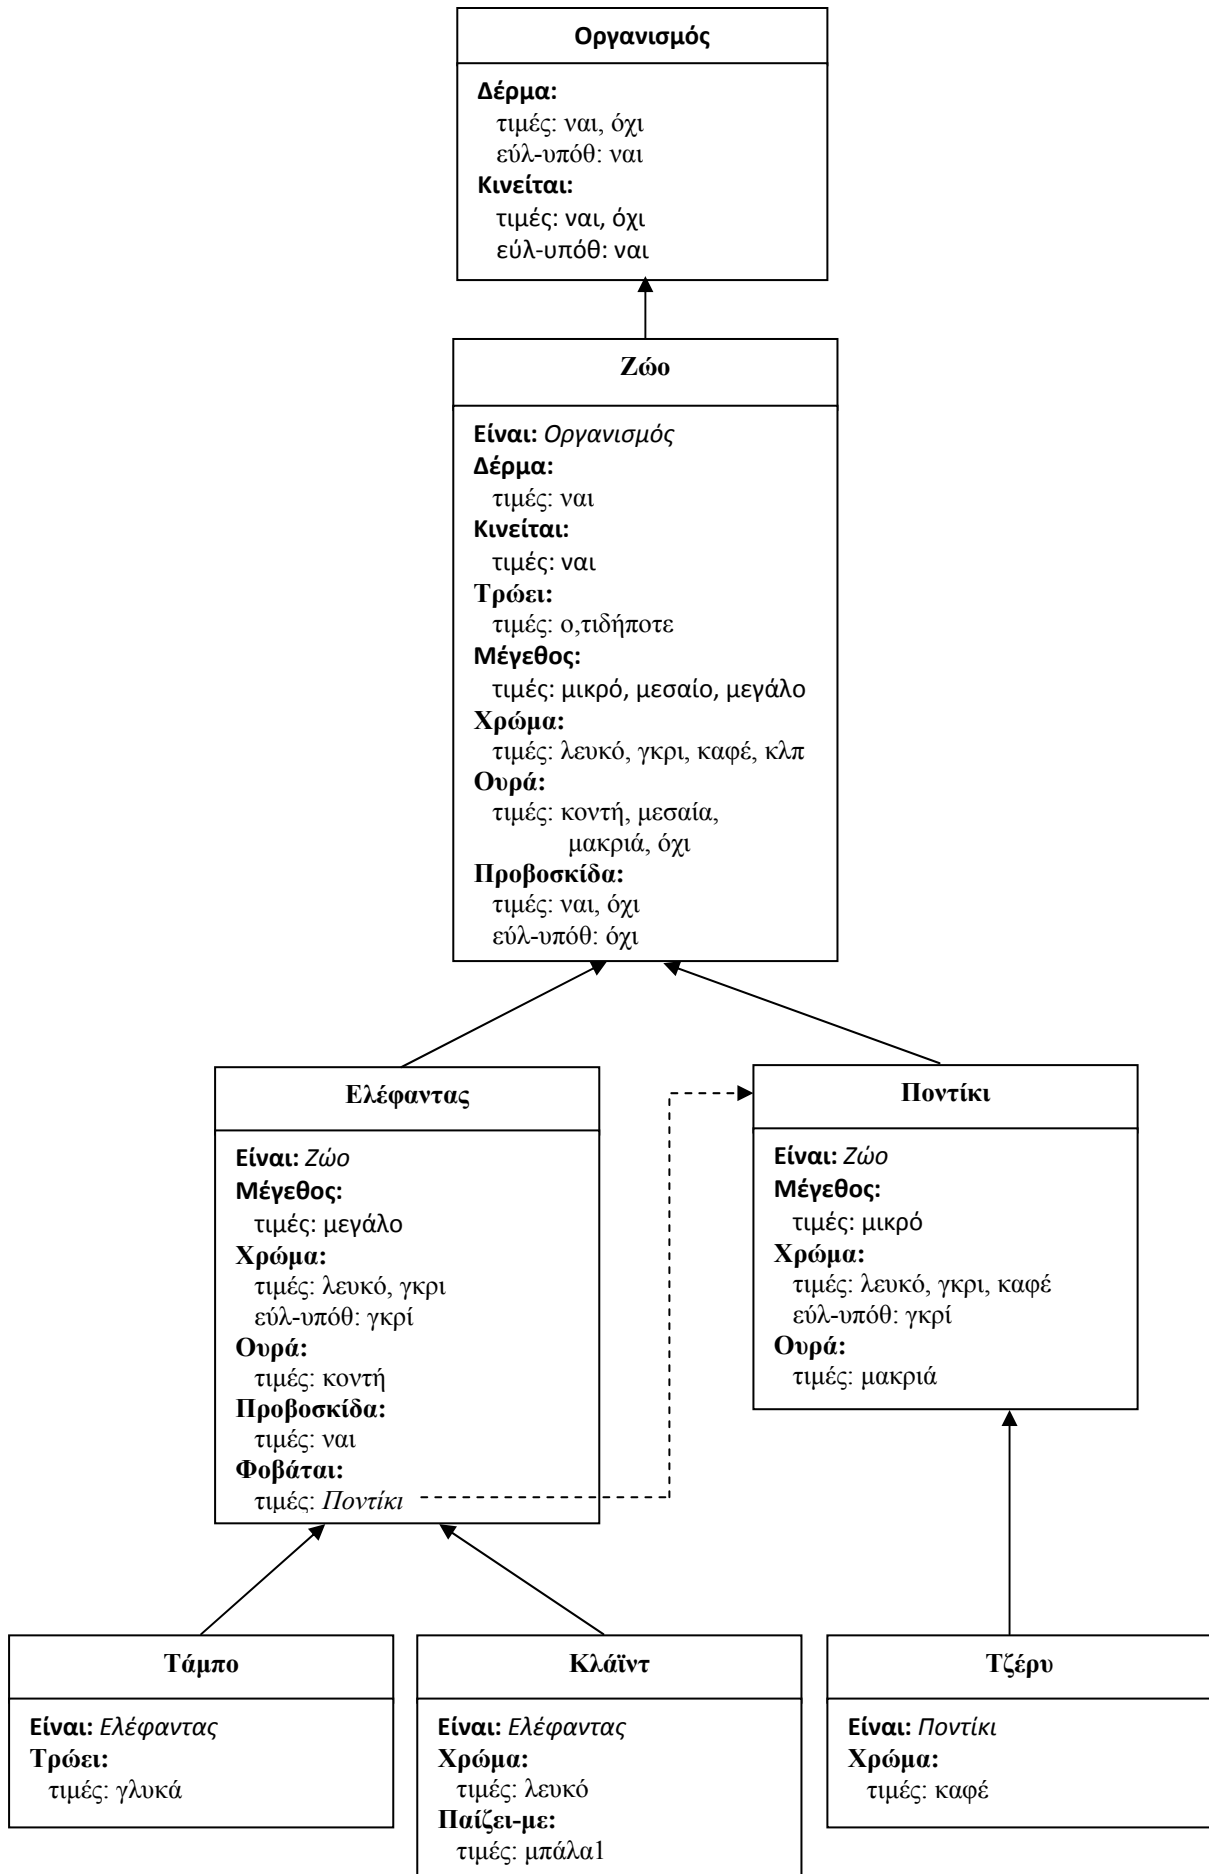 Οργανισμός
Δέρμα:
τιμές: ναι, όχι
εύλ-υπόθ: ναι
Κινείται:
τιμές: ναι, όχι
εύλ-υπόθ: ναι
Ζώο
Είναι: Οργανισμός
Δέρμα:
τιμές: ναι
Κινείται:
τιμές: ναι
Τρώει:
τιμές: ο,τιδήποτε
Μέγεθος:
τιμές: μικρό, μεσαίο, μεγάλο
Χρώμα:
τιμές: λευκό, γκρι, καφέ, κλπ
Ουρά:
τιμές: κοντή, μεσαία,
μακριά, όχι
Προβοσκίδα:
τιμές: ναι, όχι
εύλ-υπόθ: όχι
Ελέφαντας
Είναι: Ζώο
Μέγεθος:
τιμές: μεγάλο
Χρώμα:
τιμές: λευκό, γκρι
εύλ-υπόθ: γκρί
Ουρά:
τιμές: κοντή
Προβοσκίδα:
τιμές: ναι
Φοβάται:
τιμές: Ποντίκι
Ποντίκι
Είναι: Ζώο
Μέγεθος:
τιμές: μικρό
Χρώμα:
τιμές: λευκό, γκρι, καφέ
εύλ-υπόθ: γκρί
Ουρά:
τιμές: μακριά
Τάμπο
Είναι: Ελέφαντας
Τρώει:
τιμές: γλυκά
Κλάϊντ
Είναι: Ελέφαντας
Χρώμα:
τιμές: λευκό
Παίζει-με:
τιμές: μπάλα1
Τζέρυ
Είναι: Ποντίκι
Χρώμα:
τιμές: καφέ